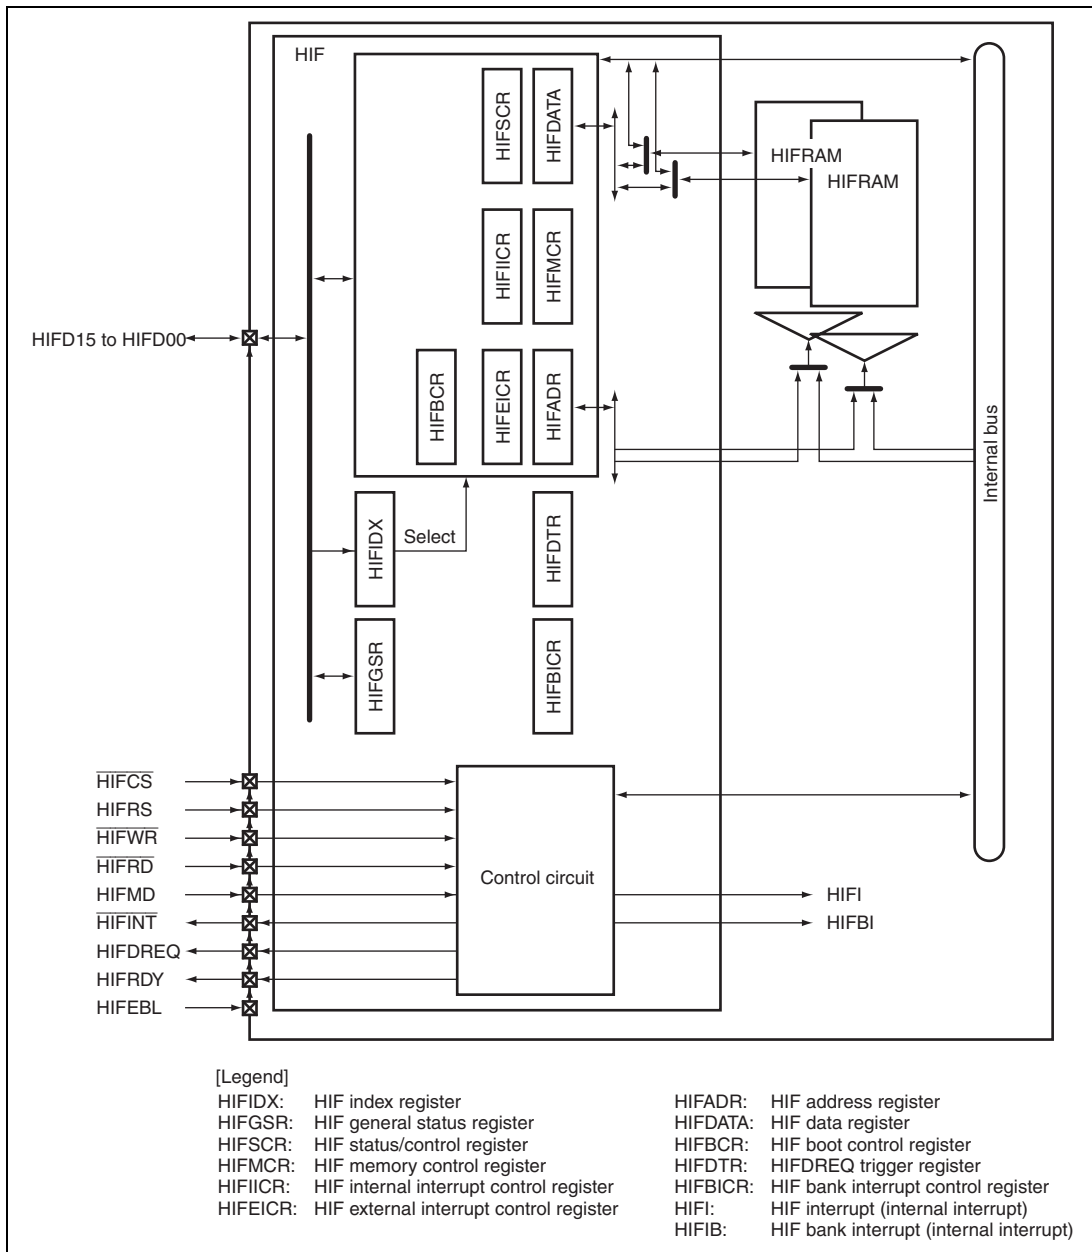 HIF
HIFSCR
HIFDATA
HIFRAM
HIFRAM
HIFIICR
HIFMCR
HIFD15 to HIFD00
HIFBCR
HIFEICR
HIFADR
Internal bus
HIFIDX
Select
HIFDTR
HIFGSR
HIFBICR
HIFCS
HIFRS
HIFWR
HIFRD
HIFMD
HIFINT
HIFDREQ
HIFRDY
HIFEBL
Control circuit
HIFI
HIFBI
[Legend]
HIFIDX: HIF index register
HIFGSR: HIF general status register
HIFSCR: HIF status/control register
HIFMCR: HIF memory control register
HIFIICR: HIF internal interrupt control register
HIFEICR: HIF external interrupt control register
HIFADR: HIF address register
HIFDATA: HIF data register
HIFBCR: HIF boot control register
HIFDTR: HIFDREQ trigger register
HIFBICR: HIF bank interrupt control register
HIFI: HIF interrupt (internal interrupt)
HIFIB: HIF bank interrupt (internal interrupt)